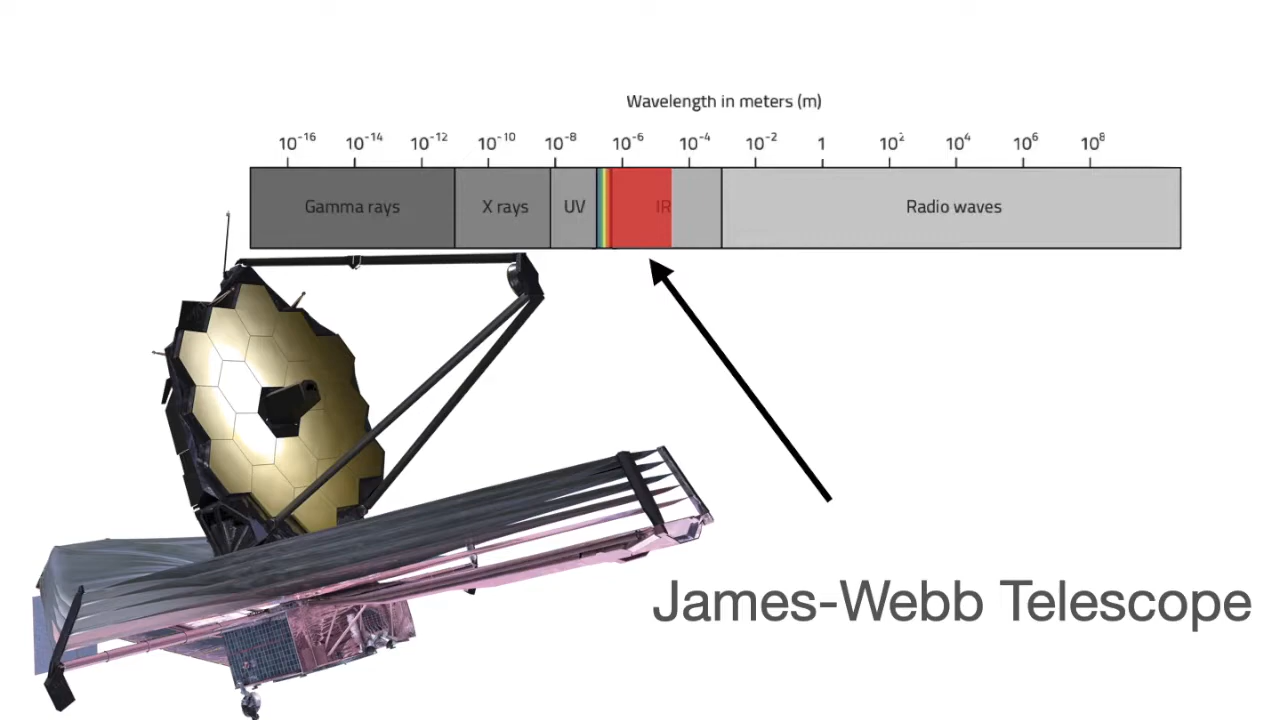 Wavelength in meters (m)
10⁻¹⁶ 10⁻¹⁴ 10⁻¹² 10⁻¹⁰ 10⁻⁸ 10⁻⁶ 10⁻⁴ 10⁻² 1 10² 10⁴ 10⁶ 10⁸
Gamma rays X rays UV IR Radio waves
James-Webb Telescope